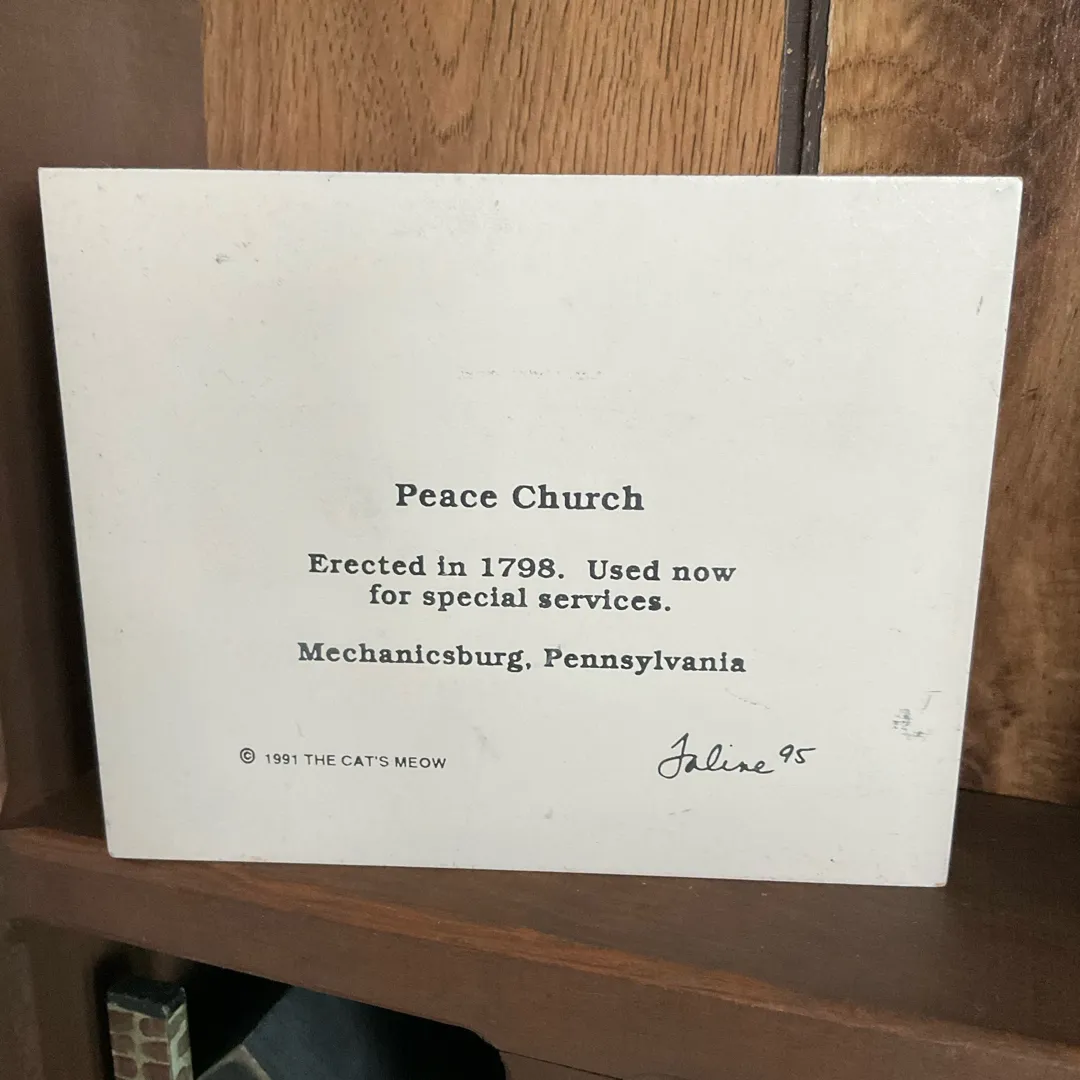 Peace Church
Erected in 1798. Used now
for special services.
Mechanicsburg, Pennsylvania
© 1991 THE CAT'S MEOW
Faline 95